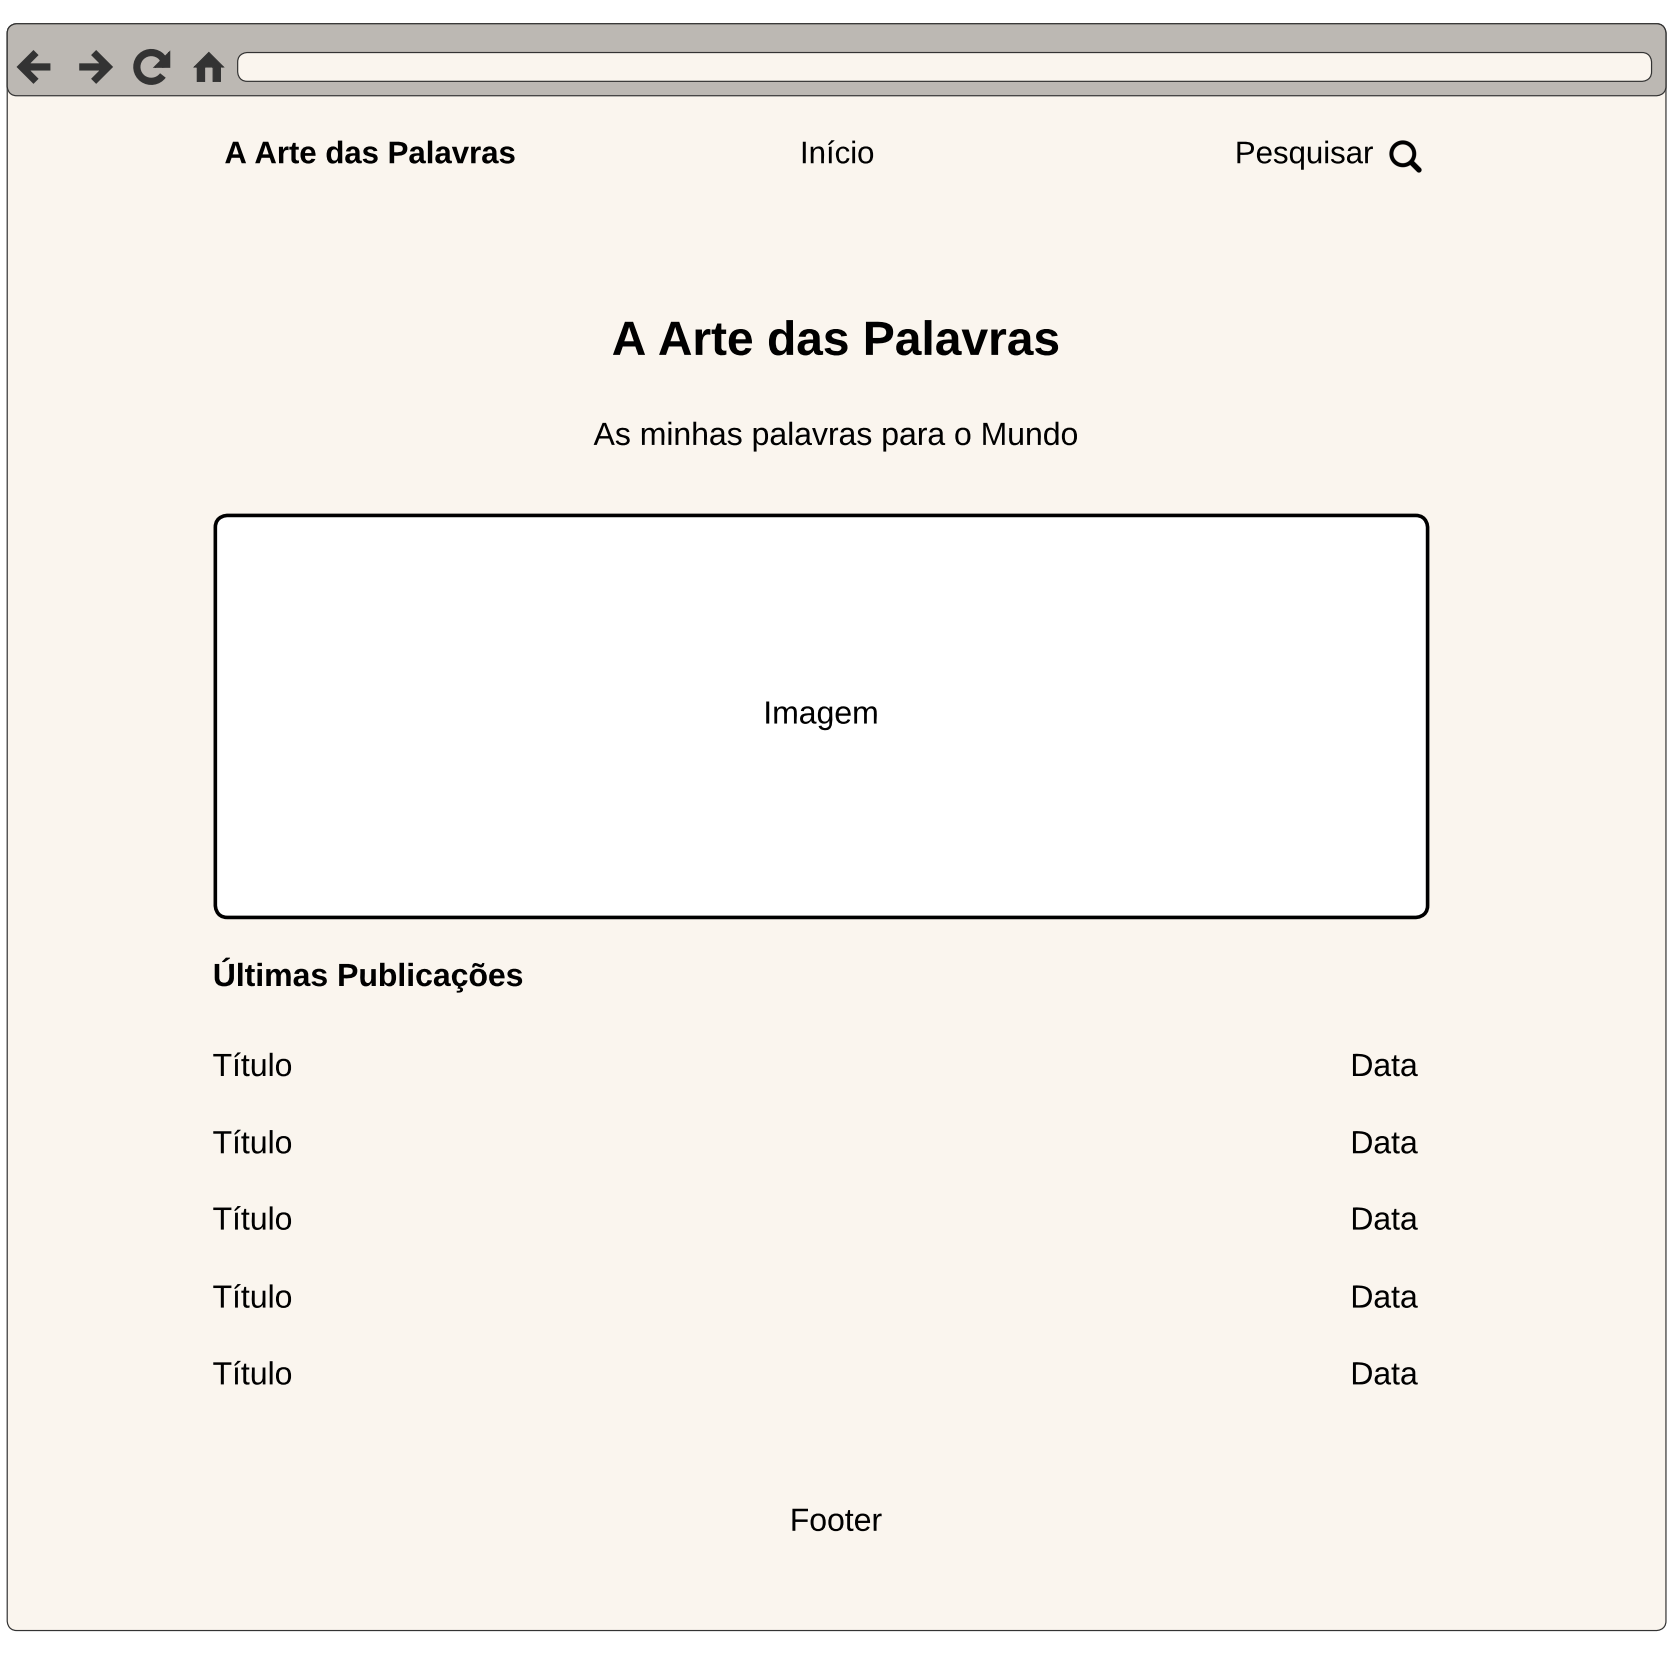 A Arte das Palavras
Início
Pesquisar
A Arte das Palavras
As minhas palavras para o Mundo
Imagem
Últimas Publicações
Título Data
Título Data
Título Data
Título Data
Título Data
Footer